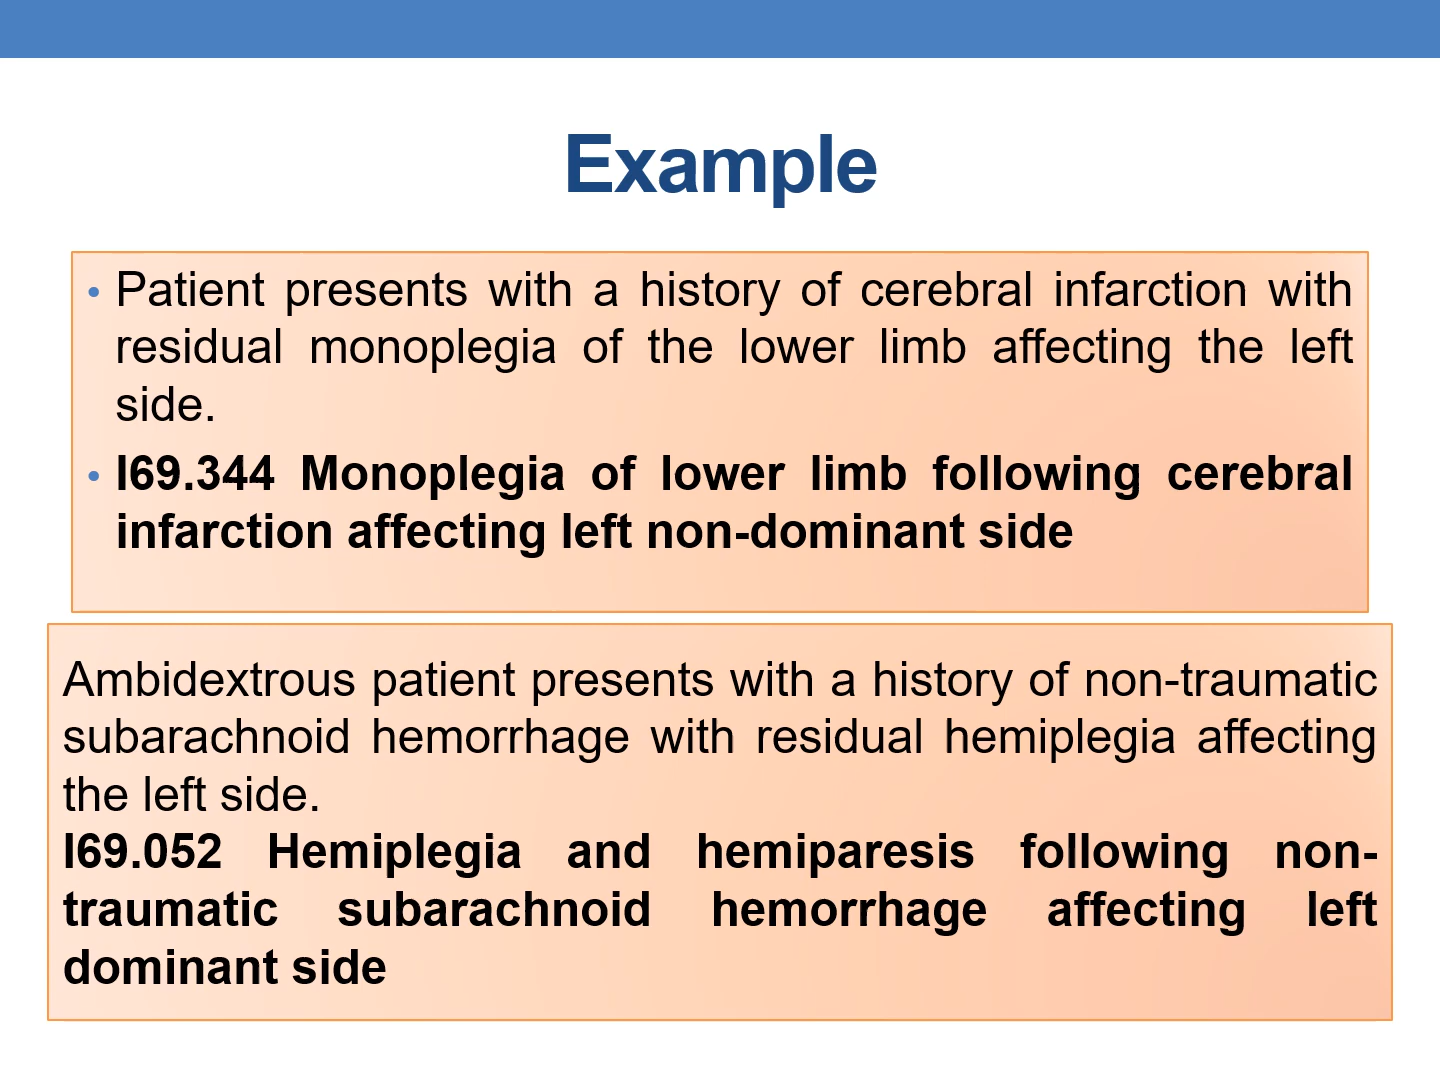 Example
• Patient presents with a history of cerebral infarction with
residual monoplegia of the lower limb affecting the left
side.
• I69.344 Monoplegia of lower limb following cerebral
infarction affecting left non-dominant side
Ambidextrous patient presents with a history of non-traumatic
subarachnoid hemorrhage with residual hemiplegia affecting
the left side.
I69.052 Hemiplegia and hemiparesis following non-
traumatic subarachnoid hemorrhage affecting left
dominant side